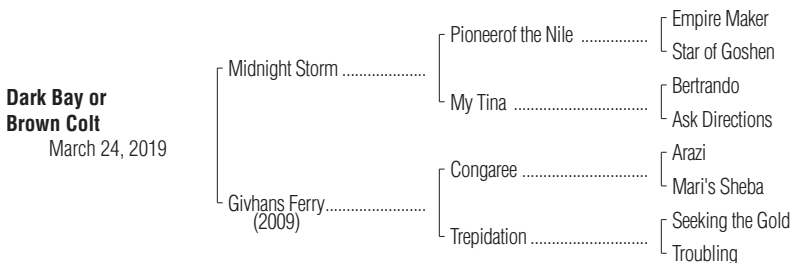 Dark Bay or
Brown Colt
March 24, 2019
Midnight Storm .....................
Givhans Ferry.........................
(2009)
Pioneerof the Nile ................
My Tina ................................
Congaree ..............................
Trepidation ............................
Empire Maker
Star of Goshen
Bertrando
Ask Directions
Arazi
Mari's Sheba
Seeking the Gold
Troubling